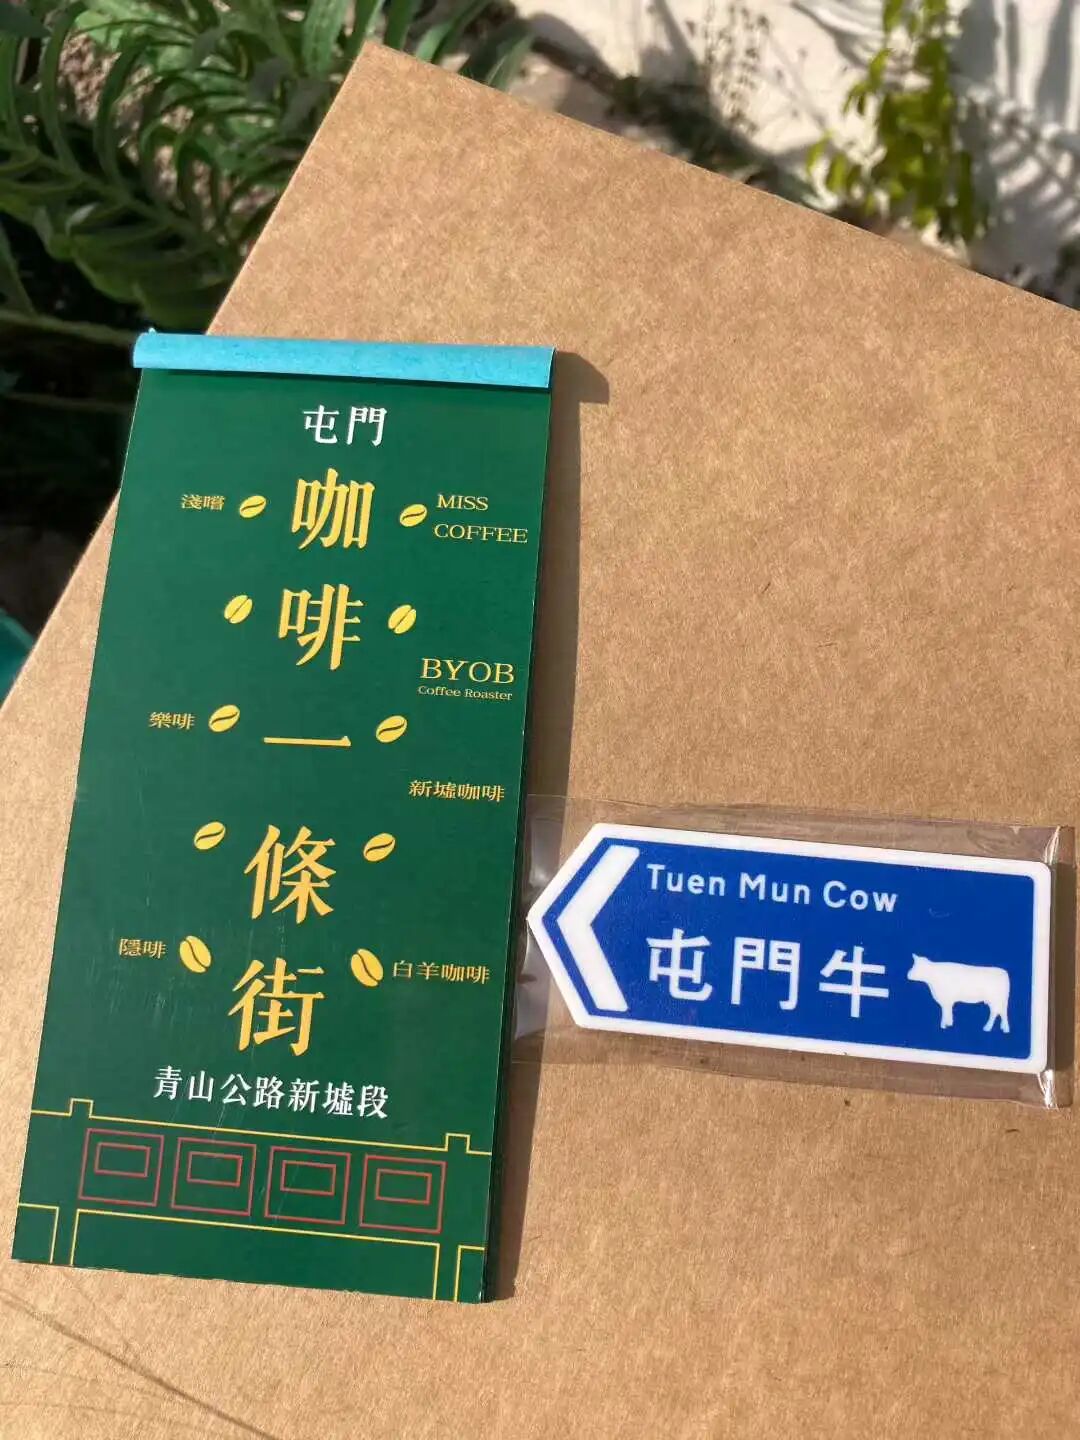 屯門
咖啡一條街
淺嚐
MISS
COFFEE
BYOB
Coffee Roaster
樂啡
新墟咖啡
隱啡
白羊咖啡
青山公路新墟段
Tuen Mun Cow
屯門牛